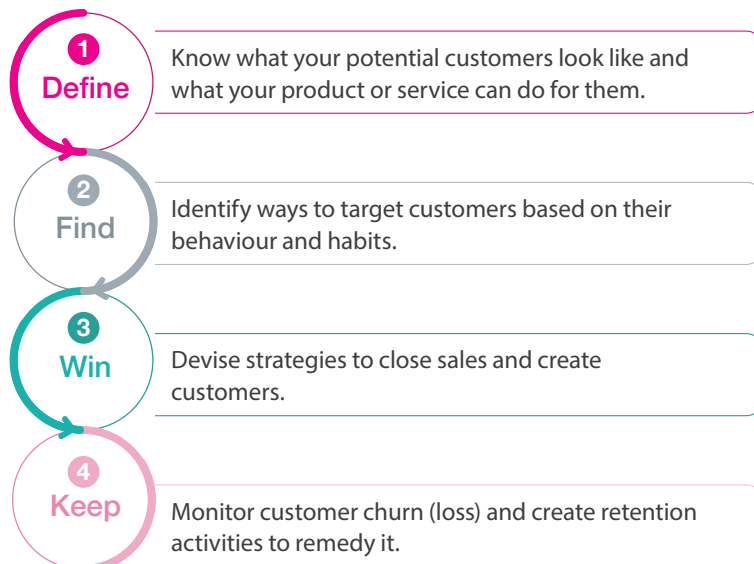 1
Define
Know what your potential customers look like and
what your product or service can do for them.
2
Find
Identify ways to target customers based on their
behaviour and habits.
3
Win
Devise strategies to close sales and create
customers.
4
Keep
Monitor customer churn (loss) and create retention
activities to remedy it.